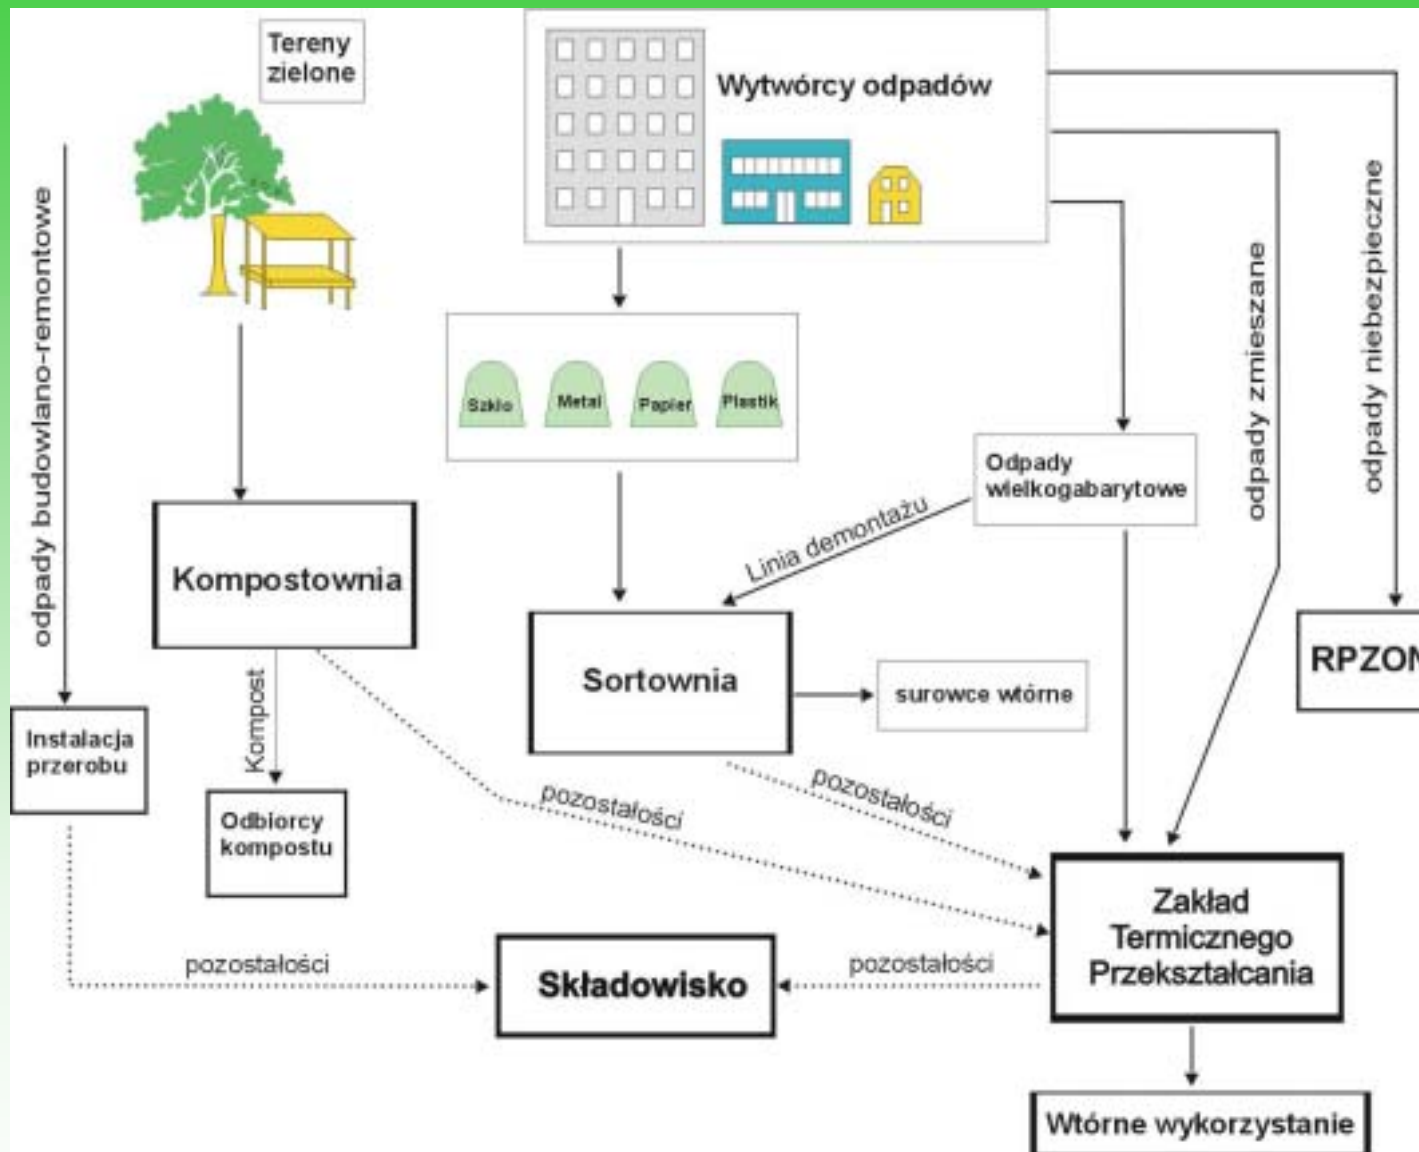 Tereny
zielone
Wytwórcy odpadów
odpady budowlano-remontowe
odpady zmieszane
odpady niebezpieczne
Szkło
Metal
Papier
Plastik
Odpady
wielkogabarytowe
Linia demontażu
Kompostownia
Sortownia
surowce wtórne
RPZON
Instalacja
przerobu
Kompost
Odbiorcy
kompostu
pozostałości
pozostałości
Zakład
Termicznego
Przekształcania
pozostałości
Składowisko
pozostałości
Wtórne wykorzystanie